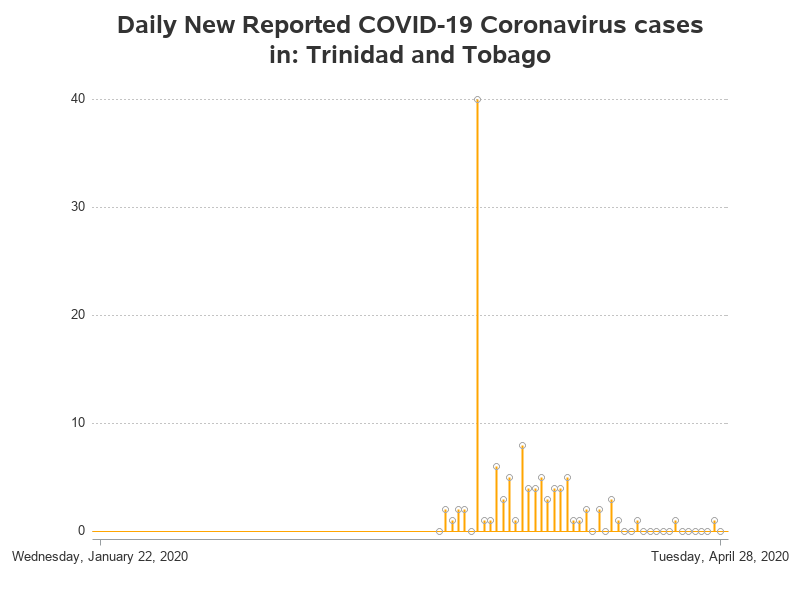 Daily New Reported COVID-19 Coronavirus cases
in: Trinidad and Tobago
40
30
20
10
0
Wednesday, January 22, 2020 Tuesday, April 28, 2020